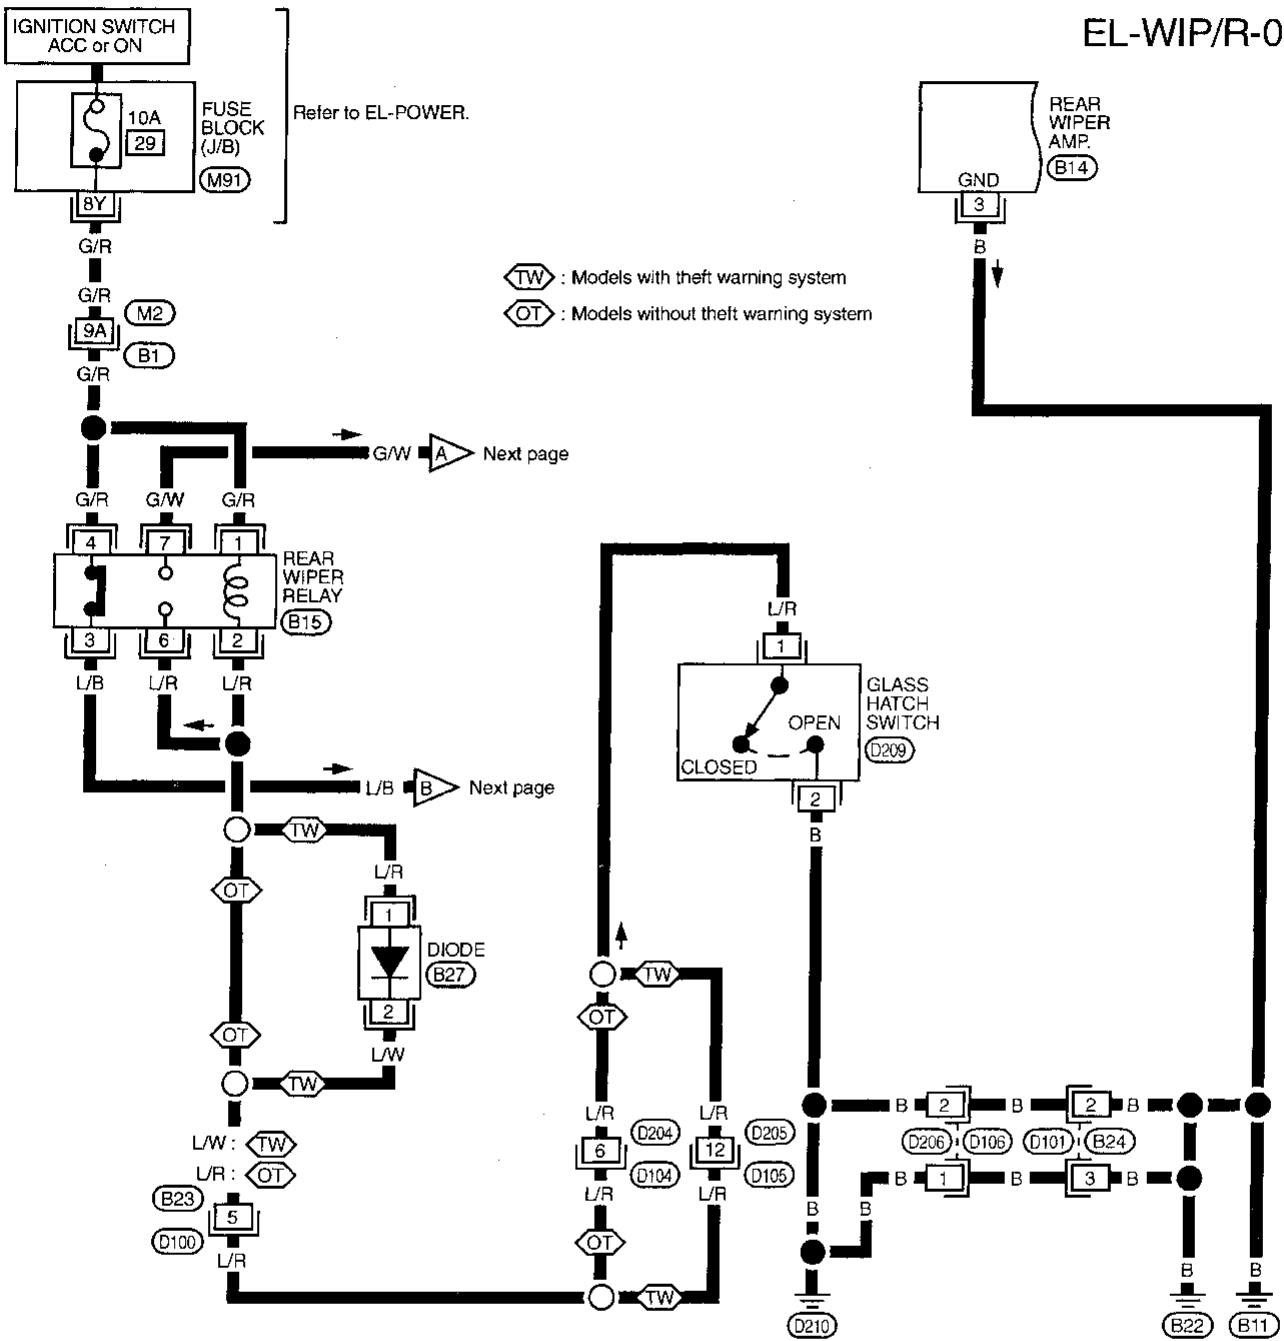 EL-WIP/R-0
IGNITION SWITCH
ACC or ON
10A
29
FUSE
BLOCK
(J/B)
M91
Refer to EL-POWER.
8Y
G/R
G/R
M2
9A
B1
G/R
REAR
WIPER
AMP.
B14
GND
3
B
TW : Models with theft warning system
OT : Models without theft warning system
G/W A Next page
G/R G/W G/R
4 7 1
REAR
WIPER
RELAY
B15
3 6 2
L/B L/R L/R
L/B B Next page
TW
L/R
OT
1
DIODE
B27
2
OT
L/W
TW
L/W : TW
L/R : OT
B23
5
D100
L/R
L/R
1
GLASS
HATCH
SWITCH
D209
OPEN
CLOSED
2
B
TW
OT
L/R L/R
D204 D205
6 12
D104 D105
L/R L/R
OT
TW
B 2 B 2 B
D206 D106 D101 B24
B 1 B 3 B
B B
B B
D210 B22 B11